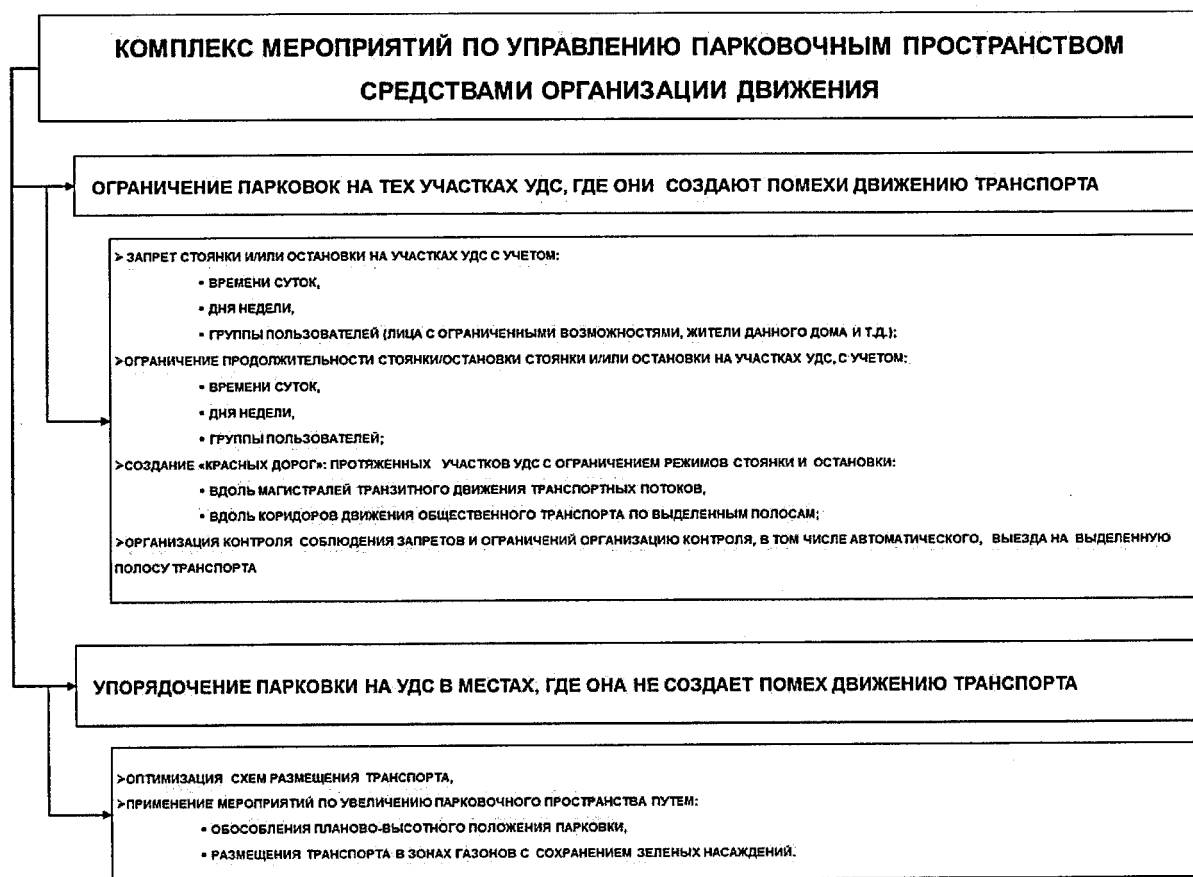 КОМПЛЕКС МЕРОПРИЯТИЙ ПО УПРАВЛЕНИЮ ПАРКОВОЧНЫМ ПРОСТРАНСТВОМ
СРЕДСТВАМИ ОРГАНИЗАЦИИ ДВИЖЕНИЯ
ОГРАНИЧЕНИЕ ПАРКОВОК НА ТЕХ УЧАСТКАХ УДС, ГДЕ ОНИ СОЗДАЮТ ПОМЕХИ ДВИЖЕНИЮ ТРАНСПОРТА
➢ ЗАПРЕТ СТОЯНКИ И/ИЛИ ОСТАНОВКИ НА УЧАСТКАХ УДС С УЧЕТОМ:
▪ ВРЕМЕНИ СУТОК,
▪ ДНЯ НЕДЕЛИ,
▪ ГРУППЫ ПОЛЬЗОВАТЕЛЕЙ (ЛИЦА С ОГРАНИЧЕННЫМИ ВОЗМОЖНОСТЯМИ, ЖИТЕЛИ ДАННОГО ДОМА И Т.Д.);
➢ОГРАНИЧЕНИЕ ПРОДОЛЖИТЕЛЬНОСТИ СТОЯНКИ/ОСТАНОВКИ СТОЯНКИ И/ИЛИ ОСТАНОВКИ НА УЧАСТКАХ УДС, С УЧЕТОМ:
▪ ВРЕМЕНИ СУТОК,
▪ ДНЯ НЕДЕЛИ,
▪ ГРУППЫ ПОЛЬЗОВАТЕЛЕЙ;
➢СОЗДАНИЕ «КРАСНЫХ ДОРОГ»: ПРОТЯЖЕННЫХ УЧАСТКОВ УДС С ОГРАНИЧЕНИЕМ РЕЖИМОВ СТОЯНКИ И ОСТАНОВКИ:
▪ ВДОЛЬ МАГИСТРАЛЕЙ ТРАНЗИТНОГО ДВИЖЕНИЯ ТРАНСПОРТНЫХ ПОТОКОВ,
▪ ВДОЛЬ КОРИДОРОВ ДВИЖЕНИЯ ОБЩЕСТВЕННОГО ТРАНСПОРТА ПО ВЫДЕЛЕННЫМ ПОЛОСАМ;
➢ОРГАНИЗАЦИЯ КОНТРОЛЯ СОБЛЮДЕНИЯ ЗАПРЕТОВ И ОГРАНИЧЕНИЙ ОРГАНИЗАЦИЮ КОНТРОЛЯ, В ТОМ ЧИСЛЕ АВТОМАТИЧЕСКОГО, ВЫЕЗДА НА ВЫДЕЛЕННУЮ
ПОЛОСУ ТРАНСПОРТА
УПОРЯДОЧЕНИЕ ПАРКОВКИ НА УДС В МЕСТАХ, ГДЕ ОНА НЕ СОЗДАЕТ ПОМЕХ ДВИЖЕНИЮ ТРАНСПОРТА
➢ОПТИМИЗАЦИЯ СХЕМ РАЗМЕЩЕНИЯ ТРАНСПОРТА,
➢ПРИМЕНЕНИЕ МЕРОПРИЯТИЙ ПО УВЕЛИЧЕНИЮ ПАРКОВОЧНОГО ПРОСТРАНСТВА ПУТЕМ:
▪ ОБОСОБЛЕНИЯ ПЛАНОВО-ВЫСОТНОГО ПОЛОЖЕНИЯ ПАРКОВКИ,
▪ РАЗМЕЩЕНИЯ ТРАНСПОРТА В ЗОНАХ ГАЗОНОВ С СОХРАНЕНИЕМ ЗЕЛЕНЫХ НАСАЖДЕНИЙ.